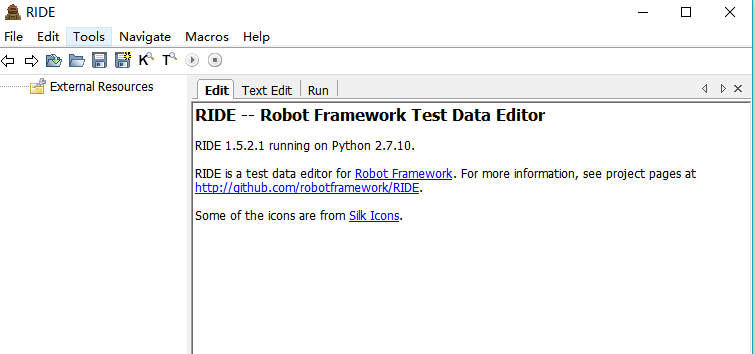 RIDE
File Edit Tools Navigate Macros Help
K T
External Resources
Edit Text Edit Run
RIDE -- Robot Framework Test Data Editor
RIDE 1.5.2.1 running on Python 2.7.10.
RIDE is a test data editor for Robot Framework. For more information, see project pages at
http://github.com/robotframework/RIDE.
Some of the icons are from Silk Icons.